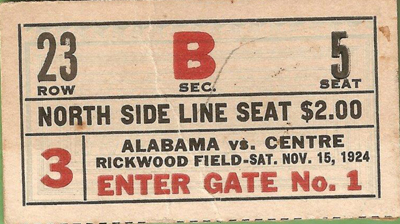 23 B 5
ROW SEC. SEAT
NORTH SIDE LINE SEAT $2.00
3 ALABAMA vs. CENTRE
RICKWOOD FIELD-SAT. NOV. 15, 1924
ENTER GATE No. 1